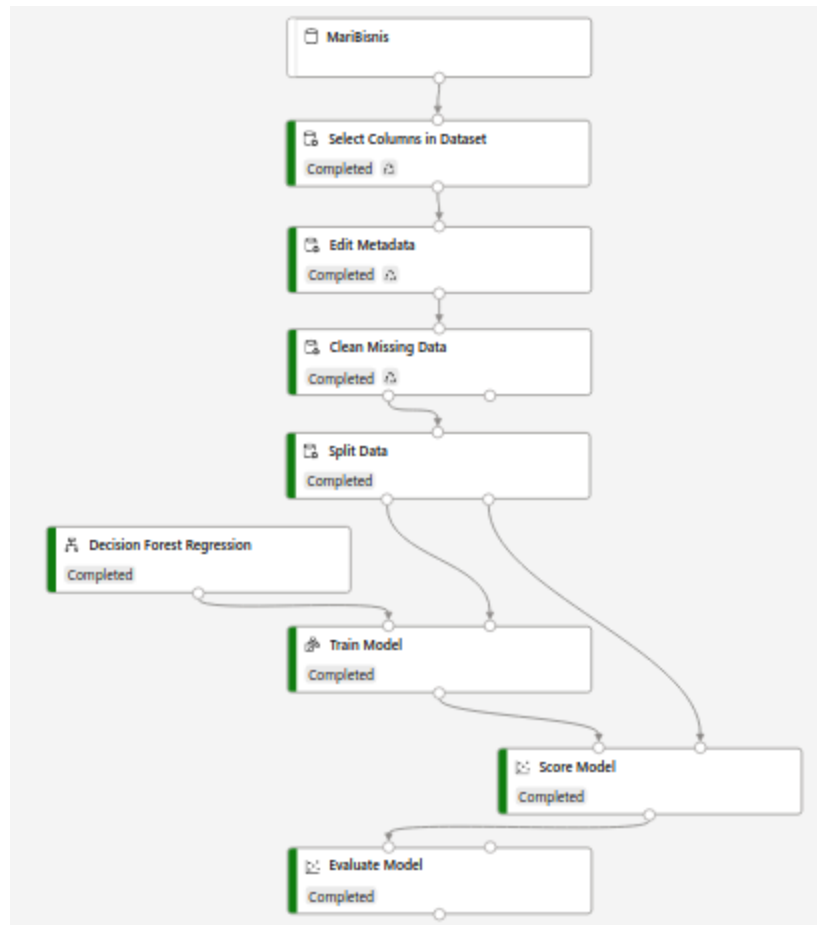 MariBisnis
Select Columns in Dataset
Completed
Edit Metadata
Completed
Clean Missing Data
Completed
Split Data
Completed
Decision Forest Regression
Completed
Train Model
Completed
Score Model
Completed
Evaluate Model
Completed